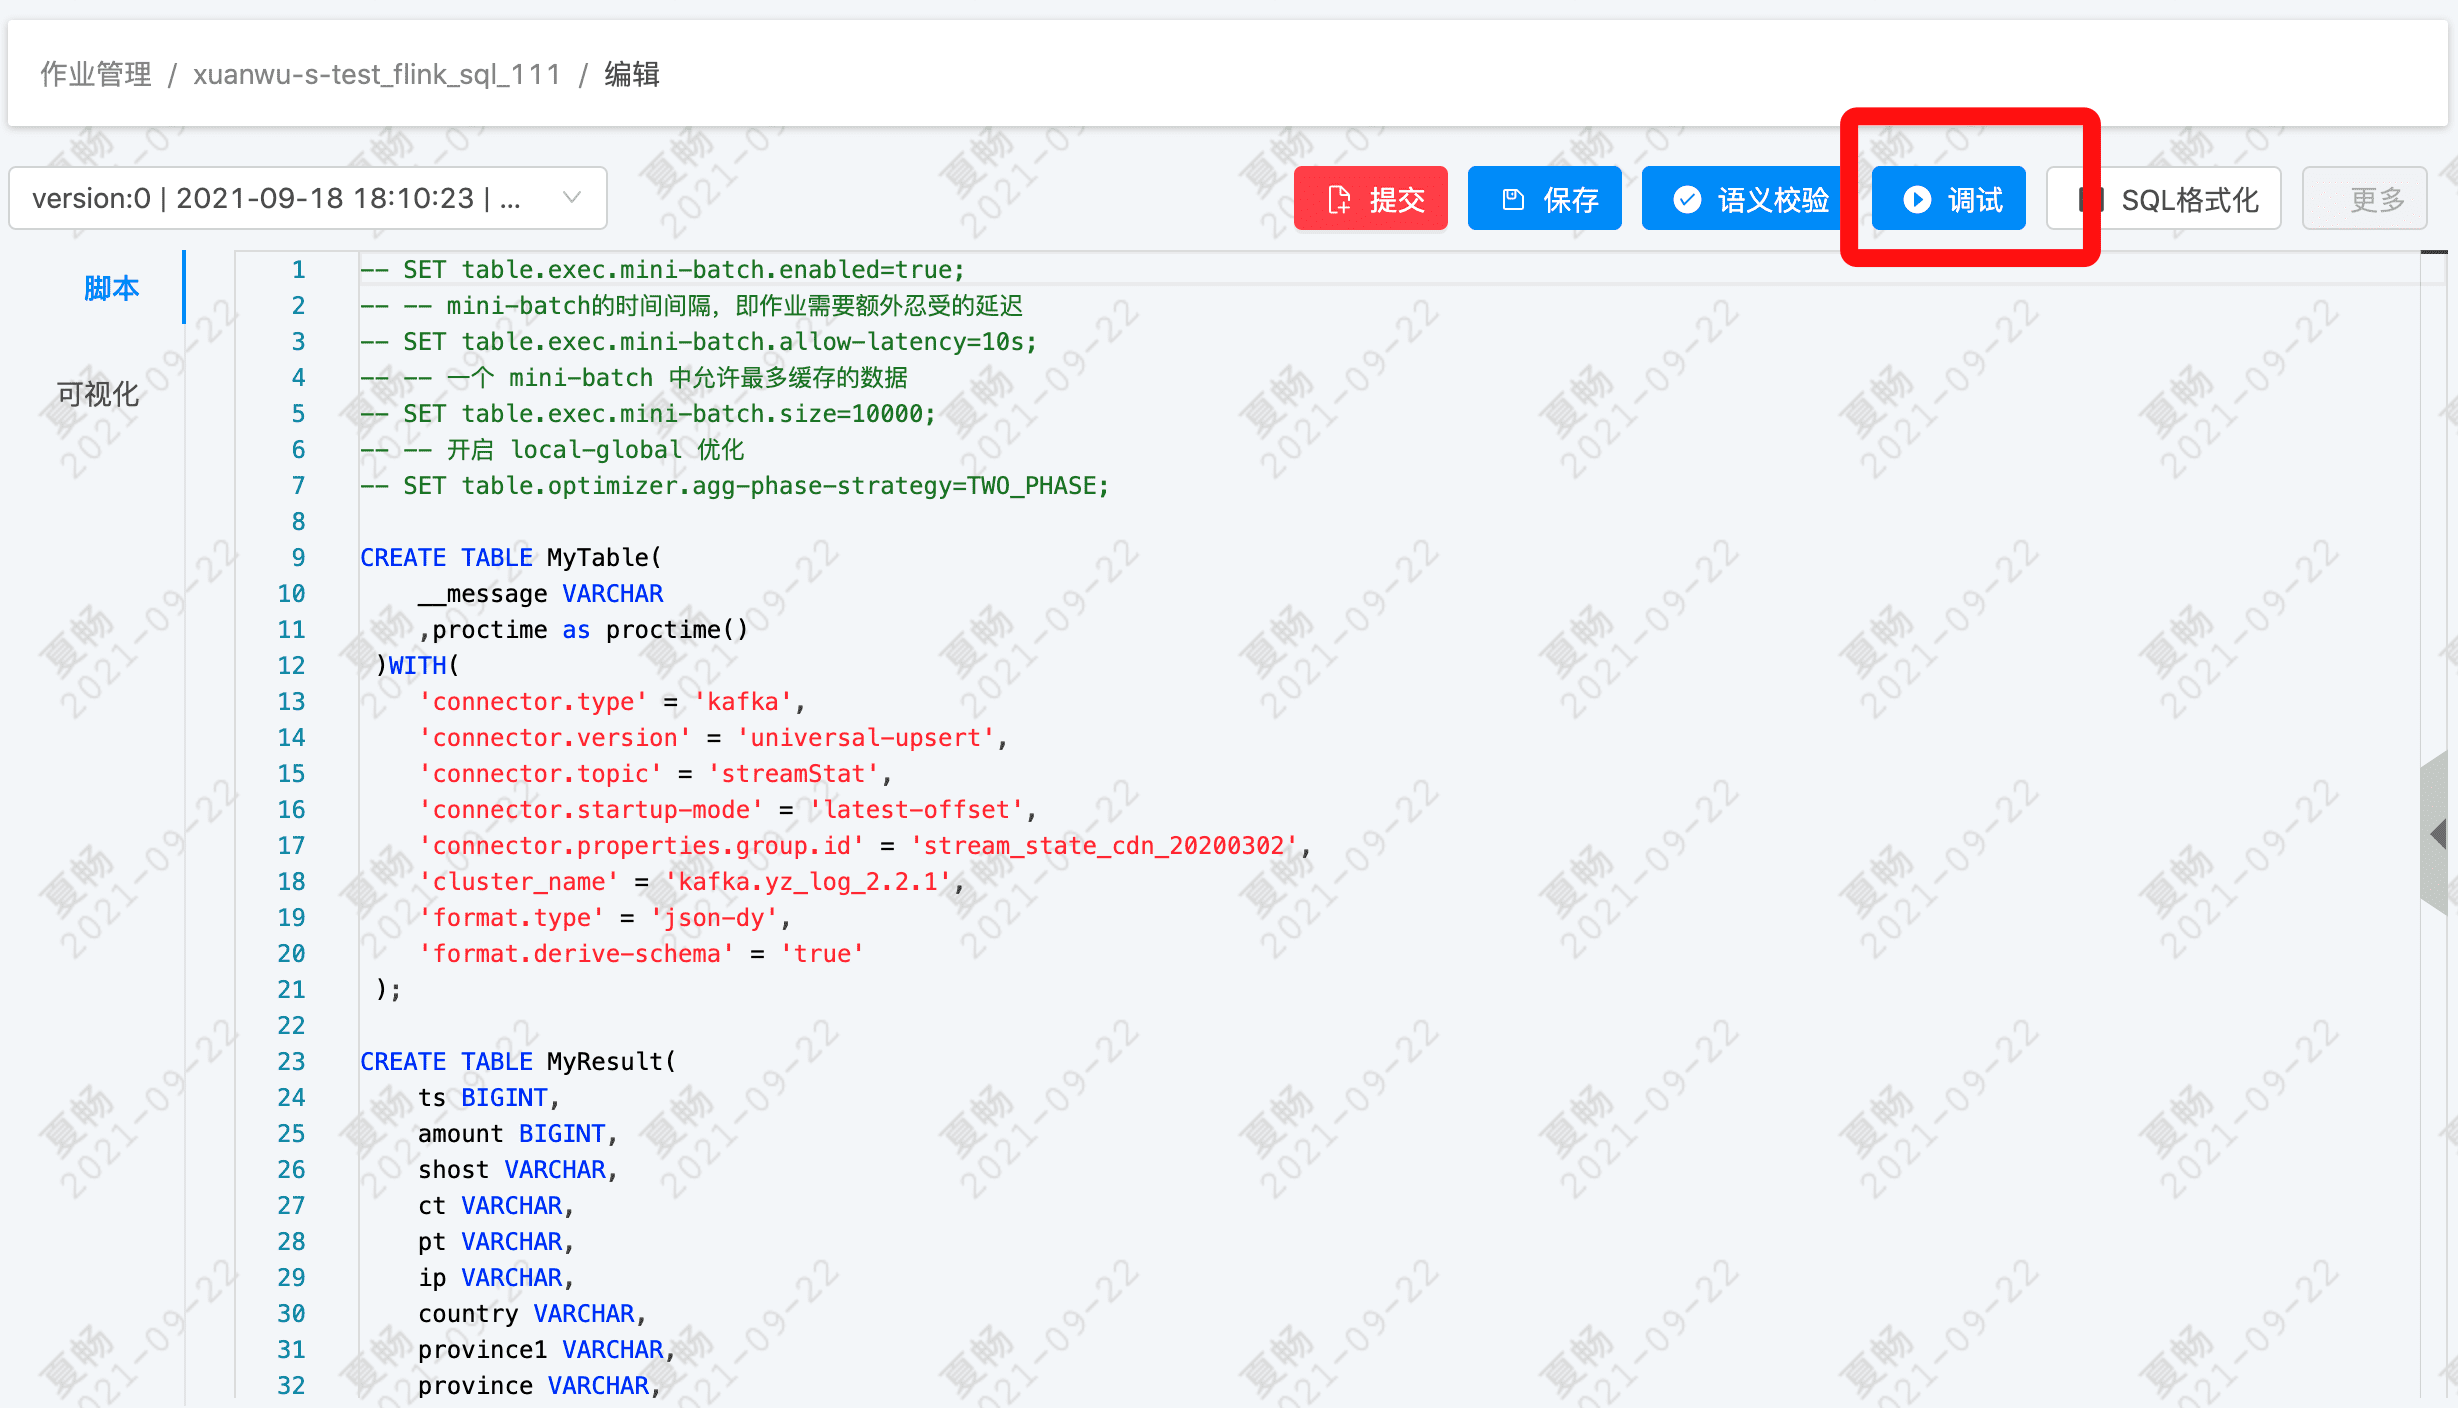 作业管理 / xuanwu-s-test_flink_sql_111 / 编辑
version:0 | 2021-09-18 18:10:23 | ...
提交
保存
语义校验
调试
SQL格式化
更多
脚本
可视化
1 -- SET table.exec.mini-batch.enabled=true;
2 -- -- mini-batch的时间间隔，即作业需要额外忍受的延迟
3 -- SET table.exec.mini-batch.allow-latency=10s;
4 -- -- 一个 mini-batch 中允许最多缓存的数据
5 -- SET table.exec.mini-batch.size=10000;
6 -- -- 开启 local-global 优化
7 -- SET table.optimizer.agg-phase-strategy=TWO_PHASE;
8
9 CREATE TABLE MyTable(
10 __message VARCHAR
11 ,proctime as proctime()
12 )WITH(
13 'connector.type' = 'kafka',
14 'connector.version' = 'universal-upsert',
15 'connector.topic' = 'streamStat',
16 'connector.startup-mode' = 'latest-offset',
17 'connector.properties.group.id' = 'stream_state_cdn_20200302',
18 'cluster_name' = 'kafka.yz_log_2.2.1',
19 'format.type' = 'json-dy',
20 'format.derive-schema' = 'true'
21 );
22
23 CREATE TABLE MyResult(
24 ts BIGINT,
25 amount BIGINT,
26 shost VARCHAR,
27 ct VARCHAR,
28 pt VARCHAR,
29 ip VARCHAR,
30 country VARCHAR,
31 province1 VARCHAR,
32 province VARCHAR,
夏畅
2021-09-22